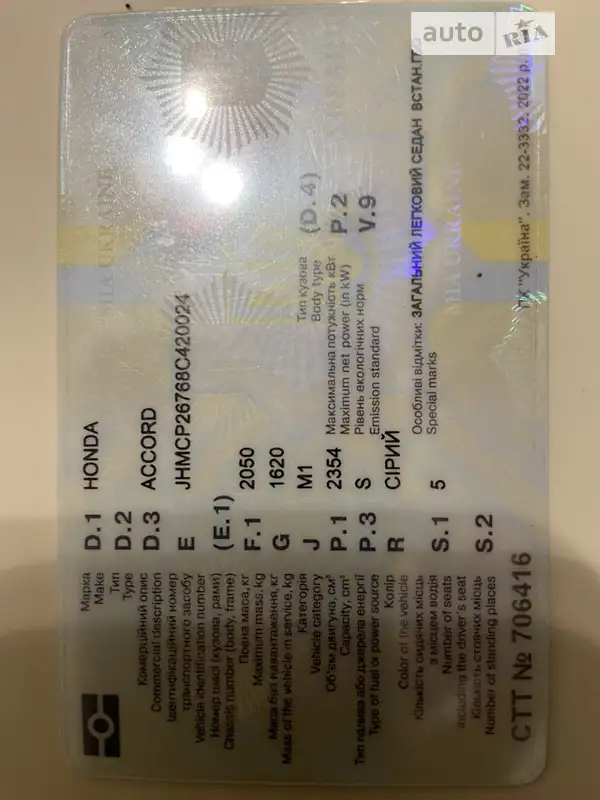 auto RIA
Марка D.1 HONDA
Make
Тип D.2
Type
Комерційний опис D.3 ACCORD
Commercial description
Ідентифікаційний номер E JHMCP26768C420024
транспортного засобу
Vehicle identification number
Номер шасі (кузова, рами) (E.1)
Chassis number (body, frame)
Повна маса, кг F.1 2050
Maximum mass, kg
Маса без навантаження, кг G 1620
Mass of the vehicle in service, kg
Категорія J M1 Тип кузова (D.4)
Vehicle category Body type
Об'єм двигуна, см³ P.1 2354 Максимальна потужність кВт P.2
Capacity, cm³ Maximum net power (in kW)
Тип палива або джерела енергії P.3 S Рівень екологічних норм V.9
Type of fuel or power source Emission standard
Колір R СІРИЙ
Color of the vehicle
Кількість сидячих місць S.1 5 Особливі відмітки: ЗАГАЛЬНИЙ ЛЕГКОВИЙ СЕДАН ВСТАН.ГБО
з місцем водія Special marks
Number of seats
including the driver's seat
Кількість стоячих місць S.2
Number of standing places
СТТ № 706416
ПК "Україна". Зам. 22-3332. 2022 р.
MIA UKRAINE
MIA UKRAINE